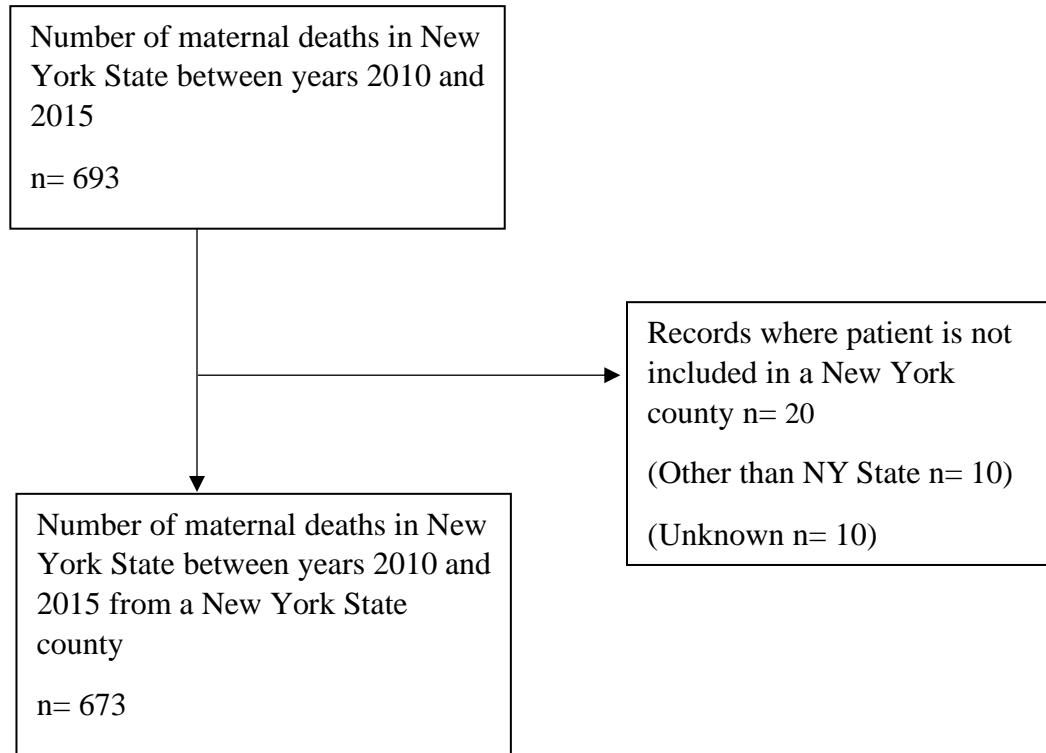 Number of maternal deaths in New
York State between years 2010 and
2015
n= 693
Records where patient is not
included in a New York
county n= 20
(Other than NY State n= 10)
(Unknown n= 10)
Number of maternal deaths in New
York State between years 2010 and
2015 from a New York State
county
n= 673